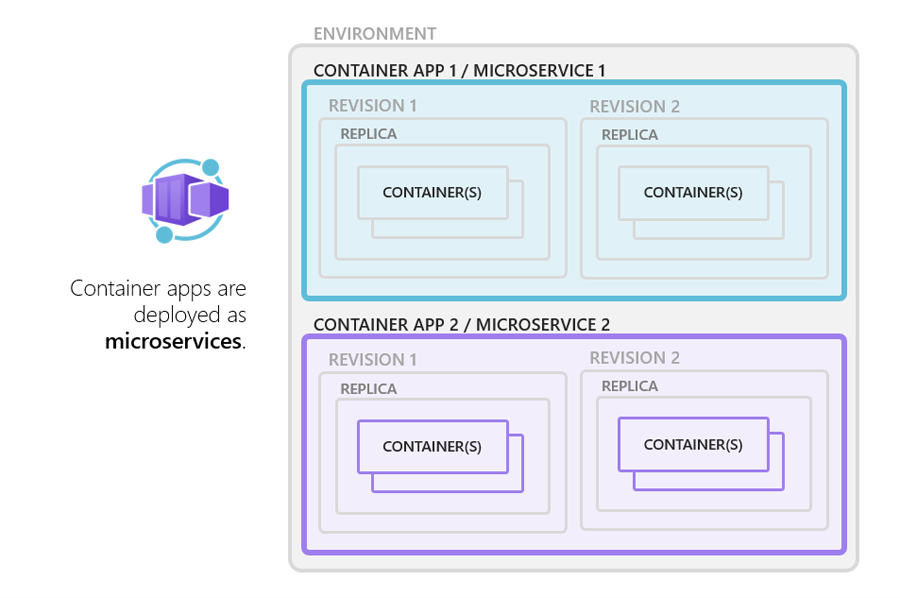 ENVIRONMENT
CONTAINER APP 1 / MICROSERVICE 1
REVISION 1
REPLICA
CONTAINER(S)
REVISION 2
REPLICA
CONTAINER(S)
Container apps are
deployed as
microservices.
CONTAINER APP 2 / MICROSERVICE 2
REVISION 1
REPLICA
CONTAINER(S)
REVISION 2
REPLICA
CONTAINER(S)